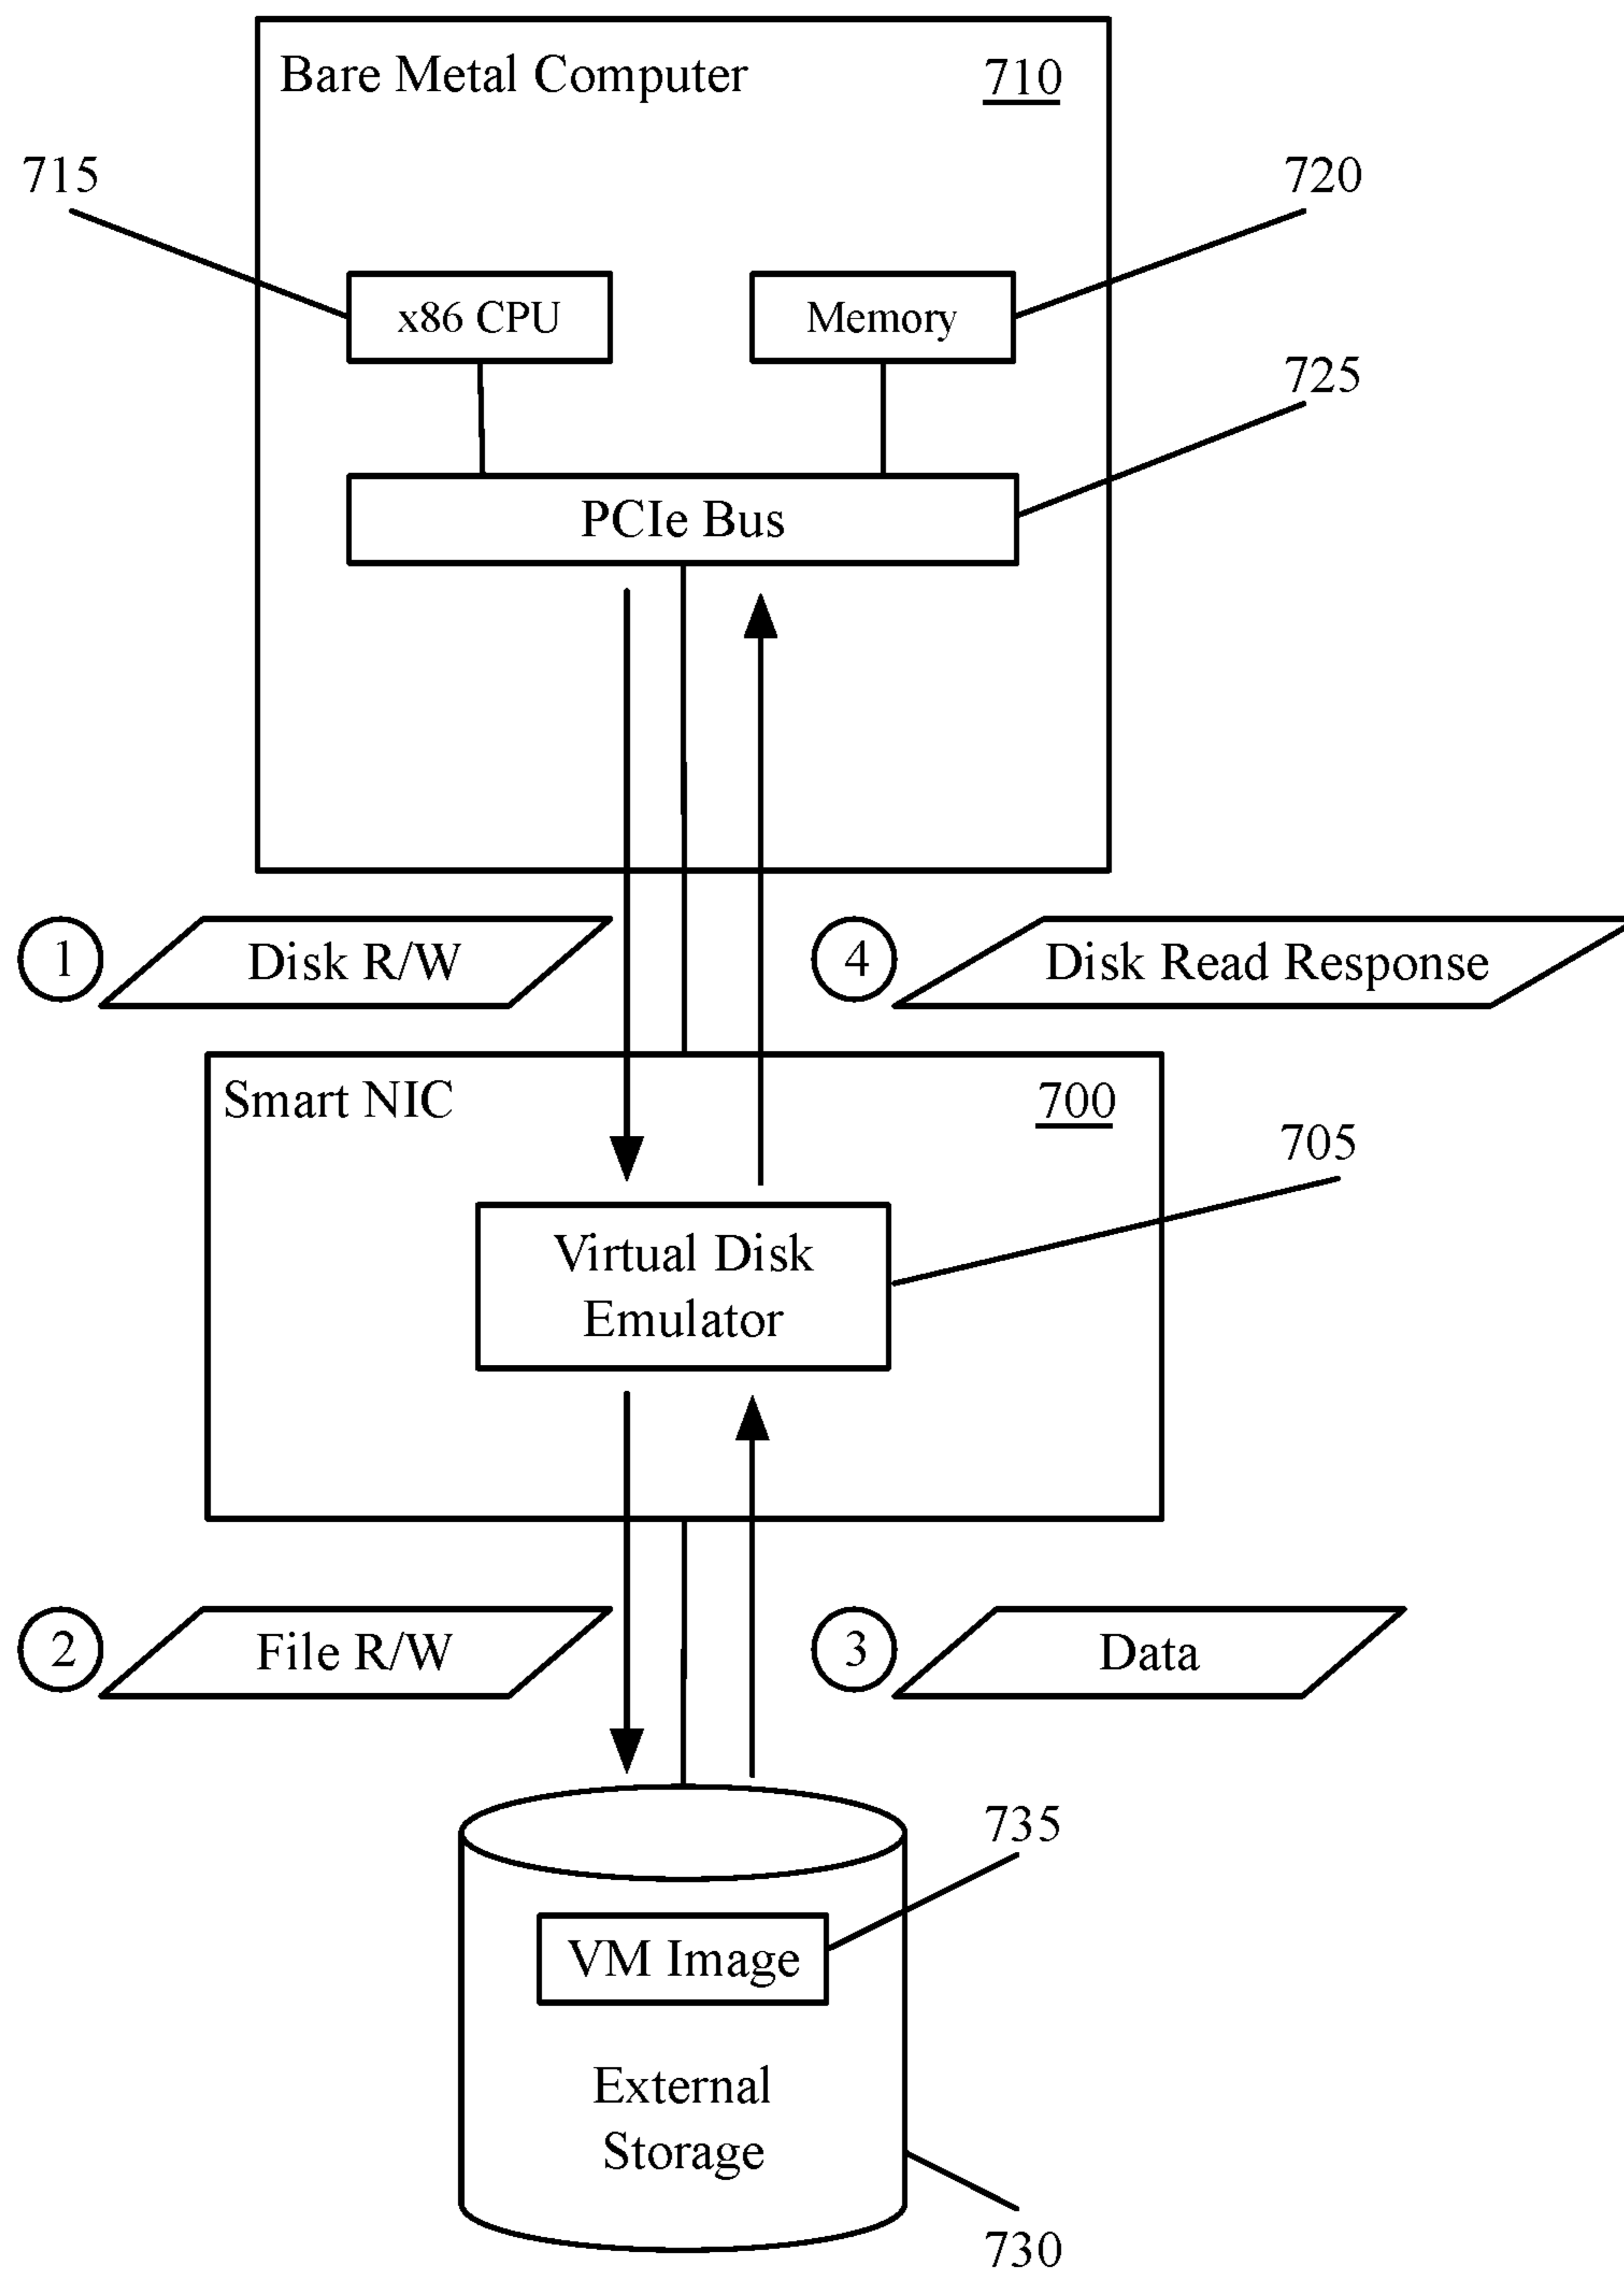 Bare Metal Computer 710
715
720
x86 CPU
Memory
725
PCIe Bus
1 Disk R/W
4 Disk Read Response
Smart NIC 700
705
Virtual Disk
Emulator
2 File R/W
3 Data
735
VM Image
External
Storage
730